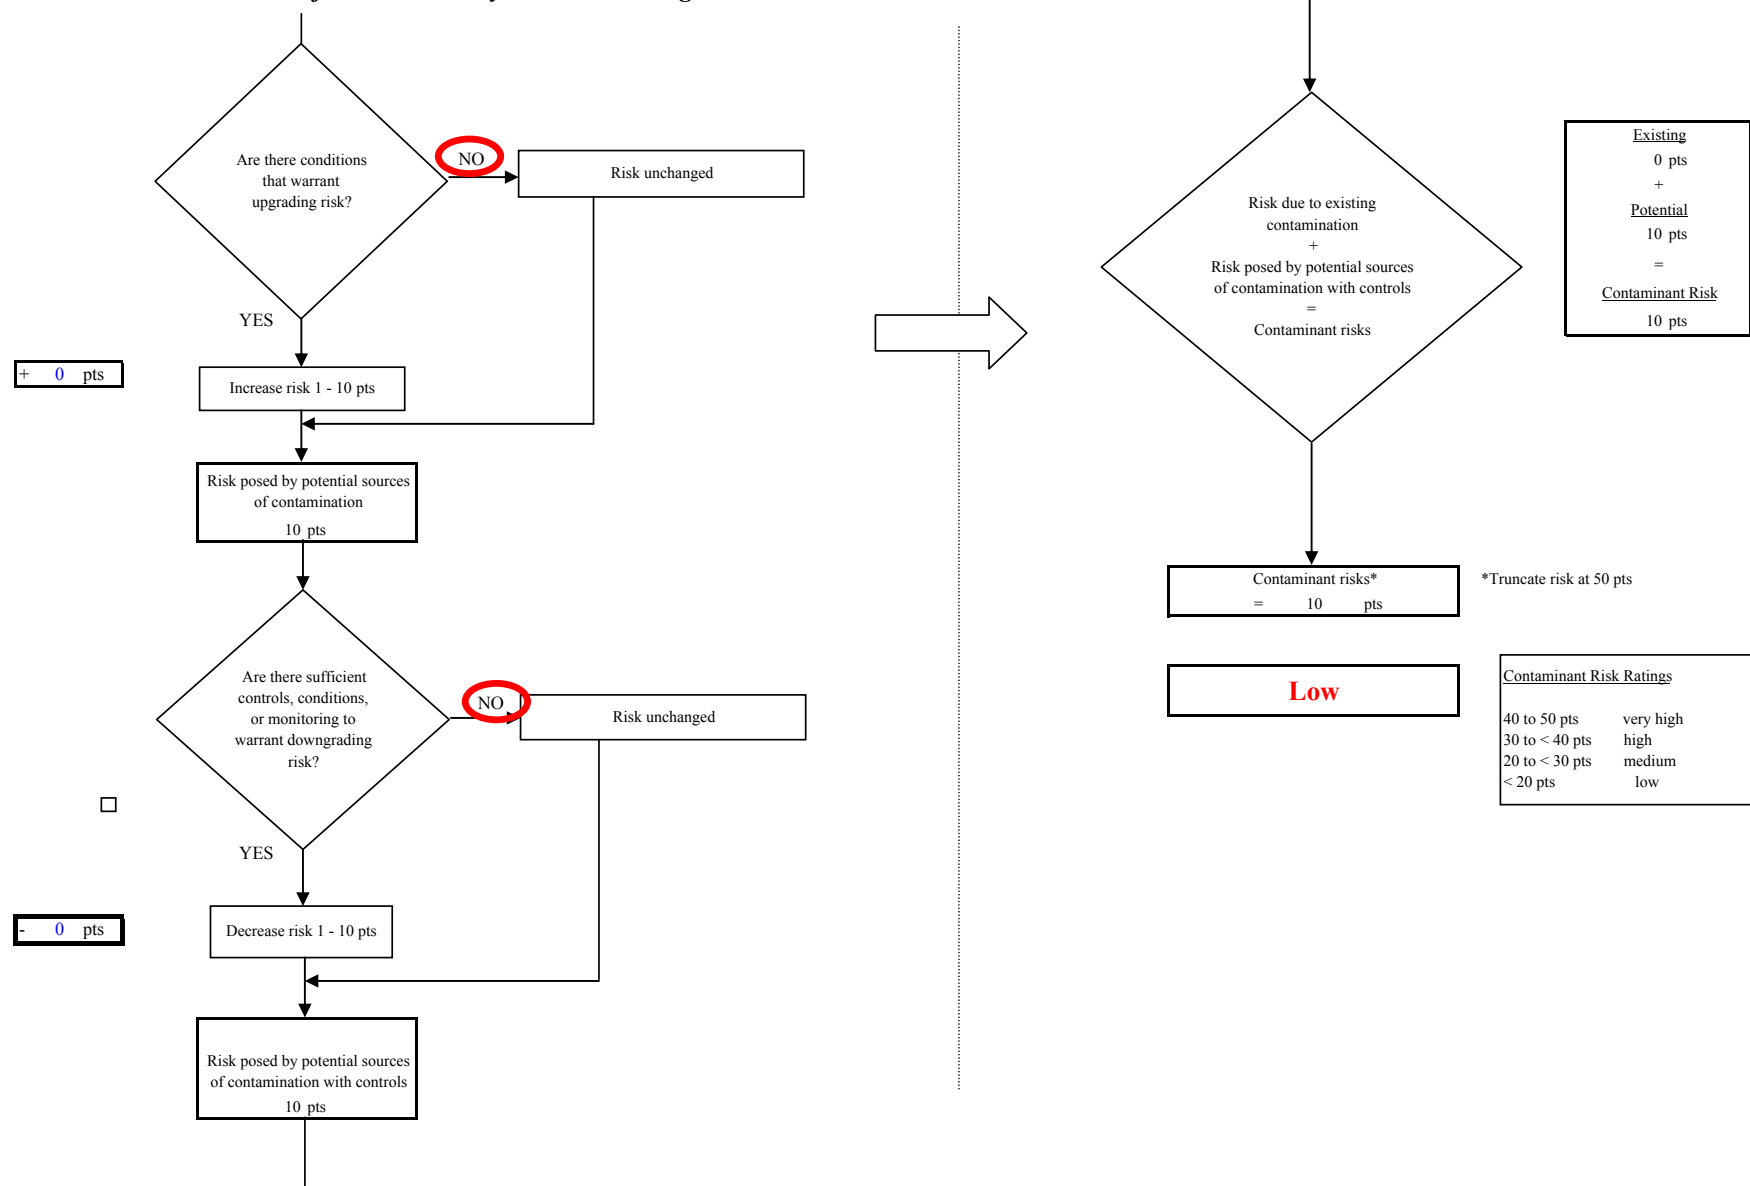 Are there conditions
that warrant
upgrading risk?
NO
Risk unchanged
YES
+ 0 pts
Increase risk 1 - 10 pts
Risk posed by potential sources
of contamination
10 pts
Are there sufficient
controls, conditions,
or monitoring to
warrant downgrading
risk?
NO
Risk unchanged
YES
- 0 pts
Decrease risk 1 - 10 pts
Risk posed by potential sources
of contamination with controls
10 pts
Risk due to existing
contamination
+
Risk posed by potential sources
of contamination with controls
=
Contaminant risks
Existing
0 pts
+
Potential
10 pts
=
Contaminant Risk
10 pts
Contaminant risks*
= 10 pts
*Truncate risk at 50 pts
Low
Contaminant Risk Ratings
40 to 50 pts very high
30 to < 40 pts high
20 to < 30 pts medium
< 20 pts low